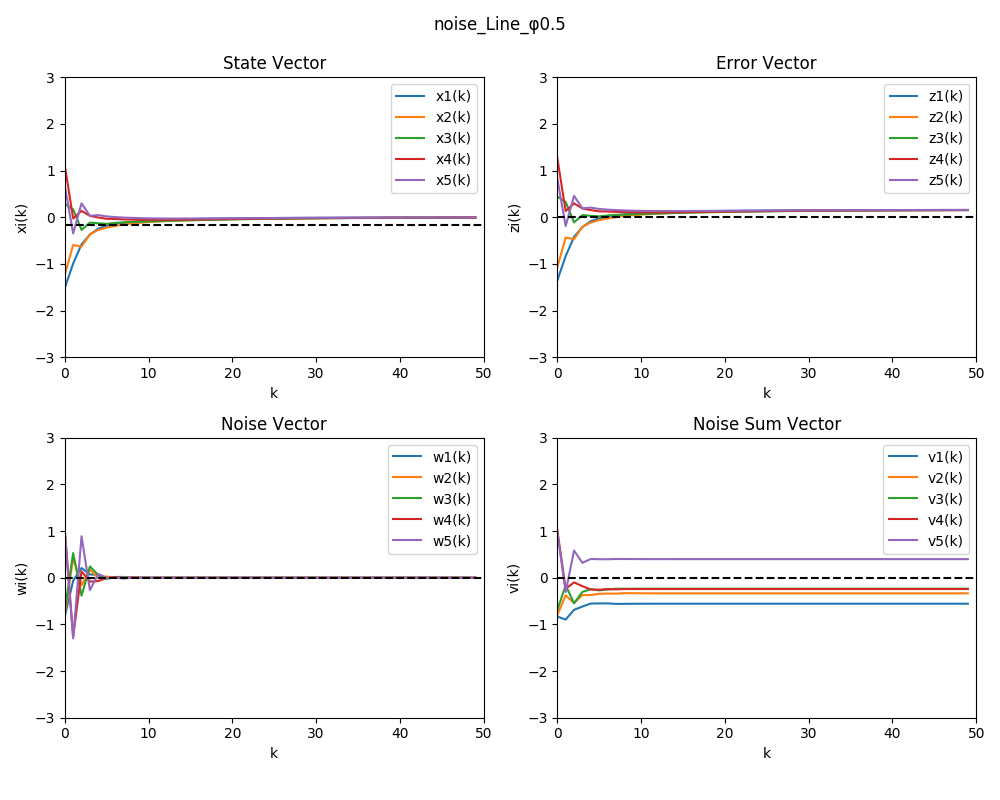 noise_Line_φ0.5
State Vector
3
2
1
0
−1
−2
−3
xi(k)
0 10 20 30 40 50
k
x1(k)
x2(k)
x3(k)
x4(k)
x5(k)
Error Vector
3
2
1
0
−1
−2
−3
zi(k)
0 10 20 30 40 50
k
z1(k)
z2(k)
z3(k)
z4(k)
z5(k)
Noise Vector
3
2
1
0
−1
−2
−3
wi(k)
0 10 20 30 40 50
k
w1(k)
w2(k)
w3(k)
w4(k)
w5(k)
Noise Sum Vector
3
2
1
0
−1
−2
−3
vi(k)
0 10 20 30 40 50
k
v1(k)
v2(k)
v3(k)
v4(k)
v5(k)